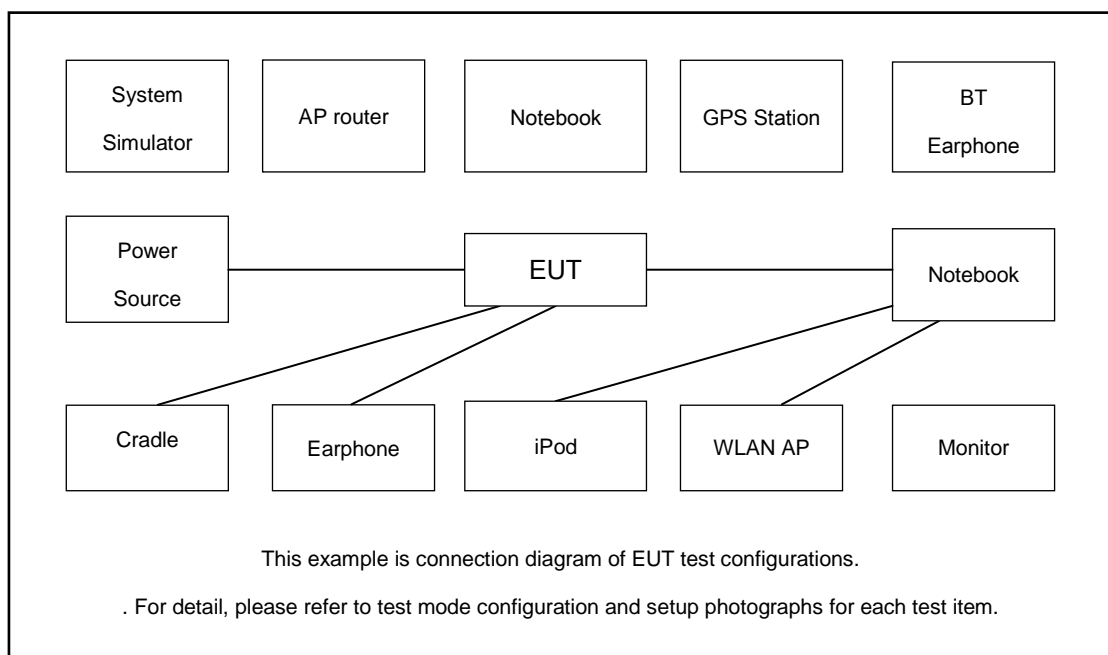 System
Simulator
AP router
Notebook
GPS Station
BT
Earphone
Power
Source
EUT
Notebook
Cradle
Earphone
iPod
WLAN AP
Monitor
This example is connection diagram of EUT test configurations.
. For detail, please refer to test mode configuration and setup photographs for each test item.